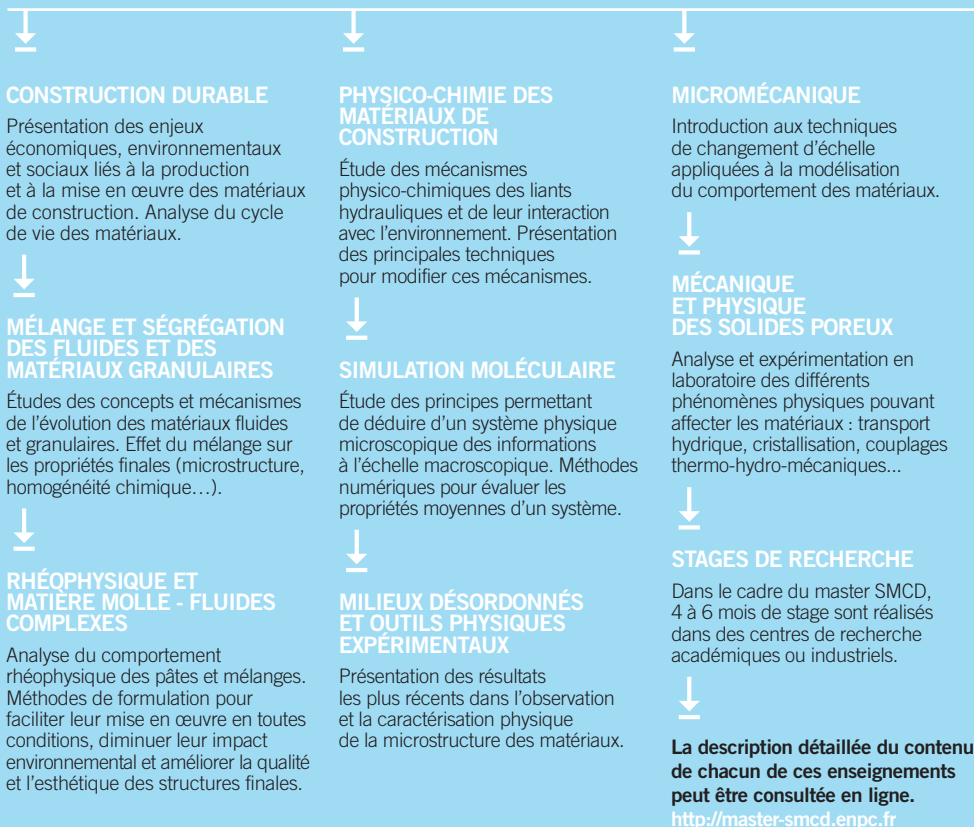 CONSTRUCTION DURABLE
Présentation des enjeux
économiques, environnementaux
et sociaux liés à la production
et à la mise en œuvre des matériaux
de construction. Analyse du cycle
de vie des matériaux.
MÉLANGE ET SÉGRÉGATION
DES FLUIDES ET DES
MATÉRIAUX GRANULAIRES
Études des concepts et mécanismes
de l'évolution des matériaux fluides
et granulaires. Effet du mélange sur
les propriétés finales (microstructure,
homogénéité chimique…).
RHÉOPHYSIQUE ET
MATIÈRE MOLLE - FLUIDES
COMPLEXES
Analyse du comportement
rhéophysique des pâtes et mélanges.
Méthodes de formulation pour
faciliter leur mise en œuvre en toutes
conditions, diminuer leur impact
environnemental et améliorer la qualité
et l'esthétique des structures finales.
PHYSICO-CHIMIE DES
MATÉRIAUX DE
CONSTRUCTION
Étude des mécanismes
physico-chimiques des liants
hydrauliques et de leur interaction
avec l'environnement. Présentation
des principales techniques
pour modifier ces mécanismes.
SIMULATION MOLÉCULAIRE
Étude des principes permettant
de déduire d'un système physique
microscopique des informations
à l'échelle macroscopique. Méthodes
numériques pour évaluer les
propriétés moyennes d'un système.
MILIEUX DÉSORDONNÉS
ET OUTILS PHYSIQUES
EXPÉRIMENTAUX
Présentation des résultats
les plus récents dans l'observation
et la caractérisation physique
de la microstructure des matériaux.
MICROMÉCANIQUE
Introduction aux techniques
de changement d'échelle
appliquées à la modélisation
du comportement des matériaux.
MÉCANIQUE
ET PHYSIQUE
DES SOLIDES POREUX
Analyse et expérimentation en
laboratoire des différents
phénomènes physiques pouvant
affecter les matériaux : transport
hydrique, cristallisation, couplages
thermo-hydro-mécaniques...
STAGES DE RECHERCHE
Dans le cadre du master SMCD,
4 à 6 mois de stage sont réalisés
dans des centres de recherche
académiques ou industriels.
La description détaillée du contenu
de chacun de ces enseignements
peut être consultée en ligne.
http://master-smcd.enpc.fr